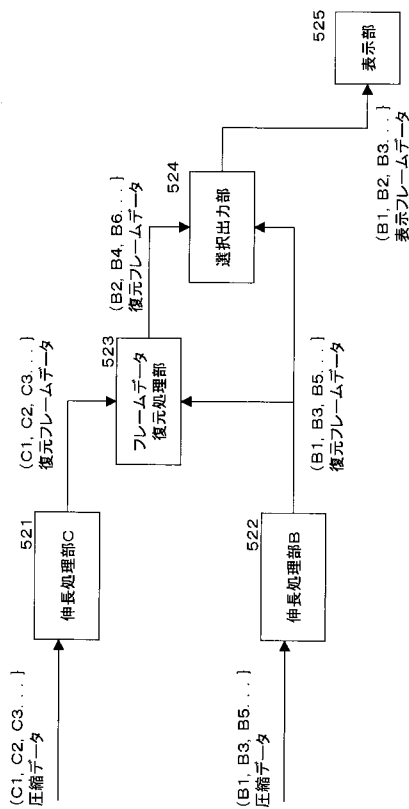 (C1, C2, C3. . . }
圧縮データ
521
伸長処理部C
(C1, C2, C3. . . }
復元フレームデータ
523
フレームデータ
復元処理部
(B2, B4, B6. . . }
復元フレームデータ
524
選択出力部
525
表示部
(B1, B2, B3. . . }
表示フレームデータ
(B1, B3, B5. . . }
圧縮データ
522
伸長処理部B
(B1, B3, B5. . . }
復元フレームデータ